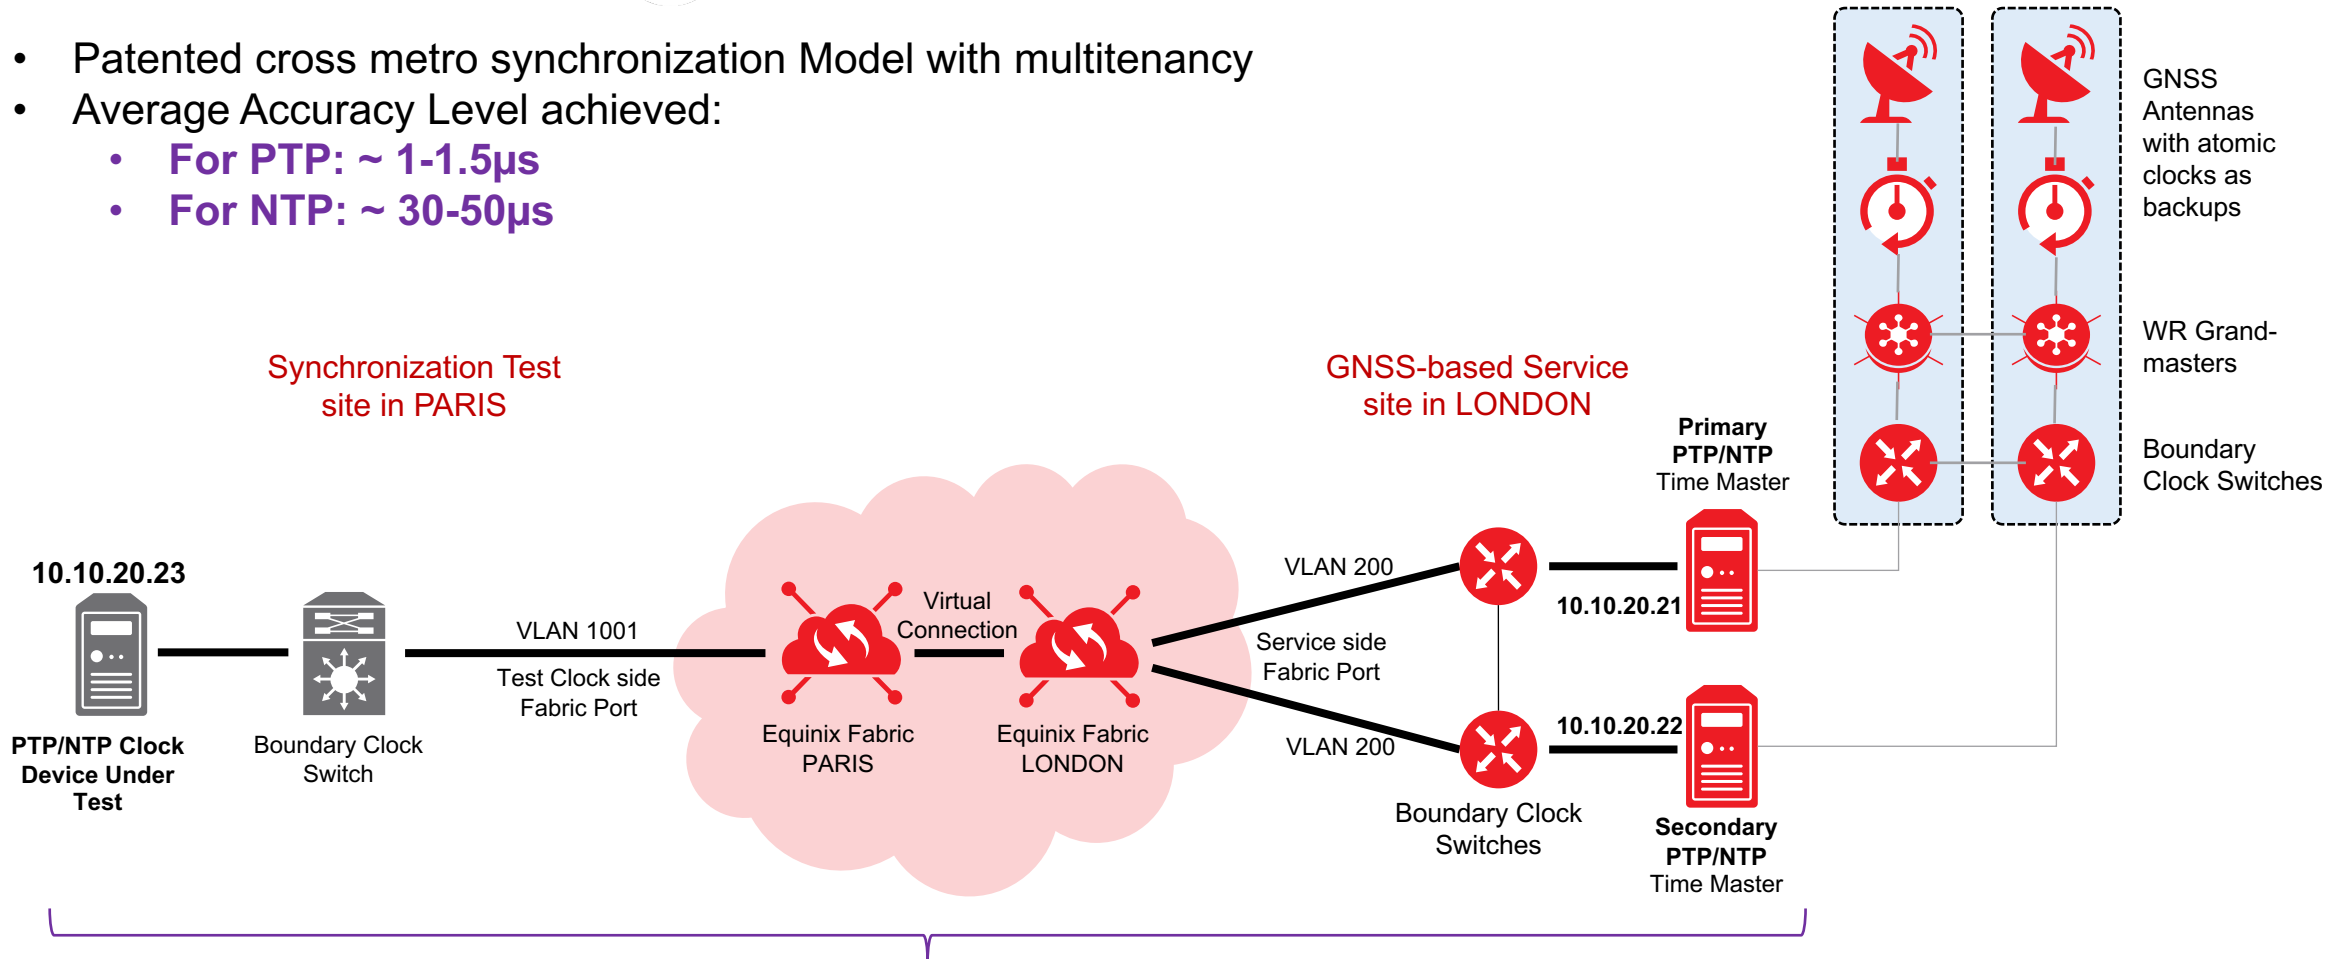 • Patented cross metro synchronization Model with multitenancy
• Average Accuracy Level achieved:
• For PTP: ~ 1-1.5µs
• For NTP: ~ 30-50µs
GNSS
Antennas
with atomic
clocks as
backups
WR Grand-
masters
Boundary
Clock Switches
Synchronization Test
site in PARIS
GNSS-based Service
site in LONDON
Primary
PTP/NTP
Time Master
10.10.20.23
PTP/NTP Clock
Device Under
Test
Boundary Clock
Switch
VLAN 1001
Test Clock side
Fabric Port
Equinix Fabric
PARIS
Virtual
Connection
Equinix Fabric
LONDON
VLAN 200
Service side
Fabric Port
VLAN 200
10.10.20.21
10.10.20.22
Boundary Clock
Switches
Secondary
PTP/NTP
Time Master